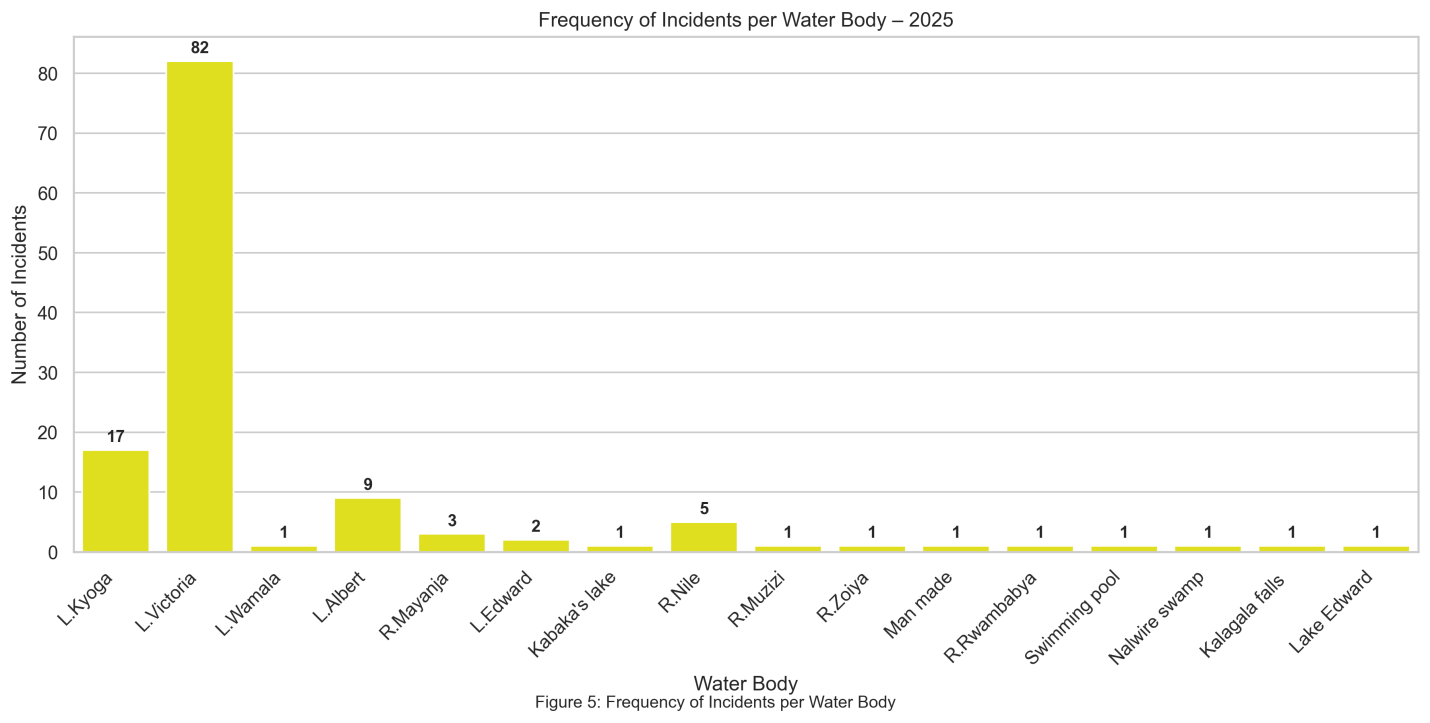 Frequency of Incidents per Water Body – 2025
Number of Incidents
80
70
60
50
40
30
20
10
0
17
82
1
9
3
2
1
5
1
1
1
1
1
1
1
1
L.Kyoga
L.Victoria
L.Wamala
L.Albert
R.Mayanja
L.Edward
Kabaka's lake
R.Nile
R.Muzizi
R.Zoiya
Man made
R.Rwambabya
Swimming pool
Nalwire swamp
Kalagala falls
Lake Edward
Water Body
Figure 5: Frequency of Incidents per Water Body